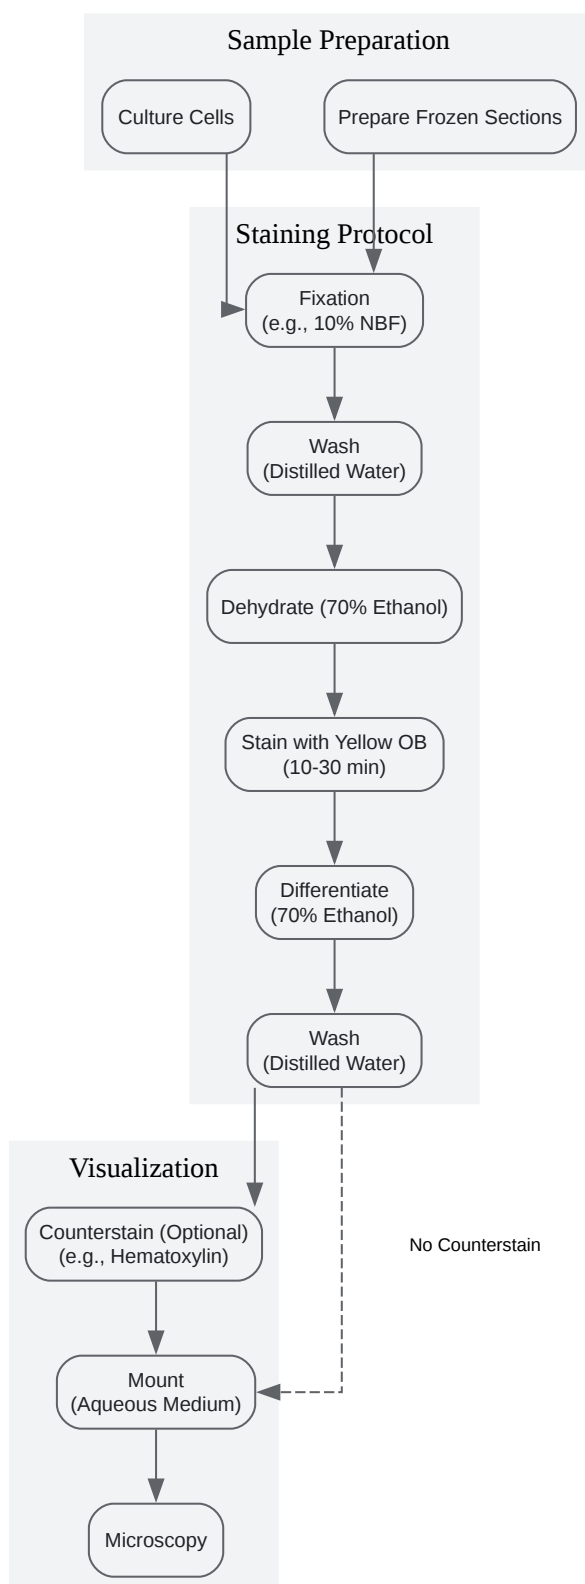 Sample Preparation
Culture Cells
Prepare Frozen Sections
Staining Protocol
Fixation
(e.g., 10% NBF)
Wash
(Distilled Water)
Dehydrate (70% Ethanol)
Stain with Yellow OB
(10-30 min)
Differentiate
(70% Ethanol)
Wash
(Distilled Water)
Visualization
Counterstain (Optional)
(e.g., Hematoxylin)
No Counterstain
Mount
(Aqueous Medium)
Microscopy